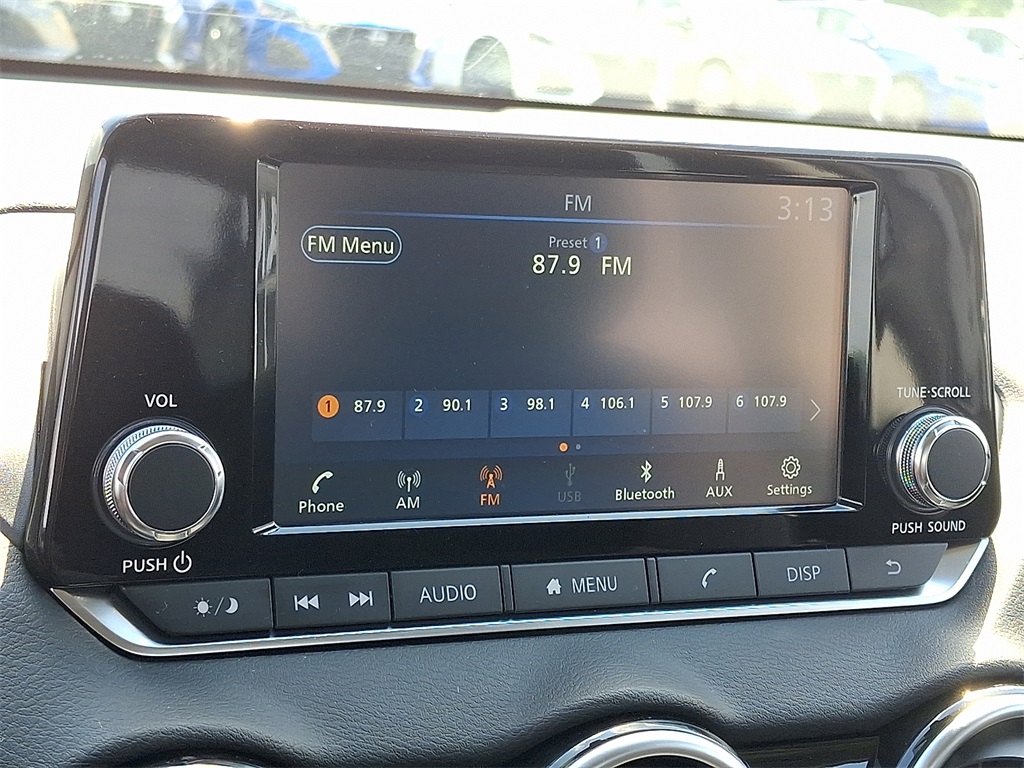 FM
3:13
FM Menu
Preset 1
87.9 FM
1 87.9 2 90.1 3 98.1 4 106.1 5 107.9 6 107.9
Phone AM FM USB Bluetooth AUX Settings
VOL
PUSH
TUNE·SCROLL
PUSH SOUND
AUDIO MENU DISP